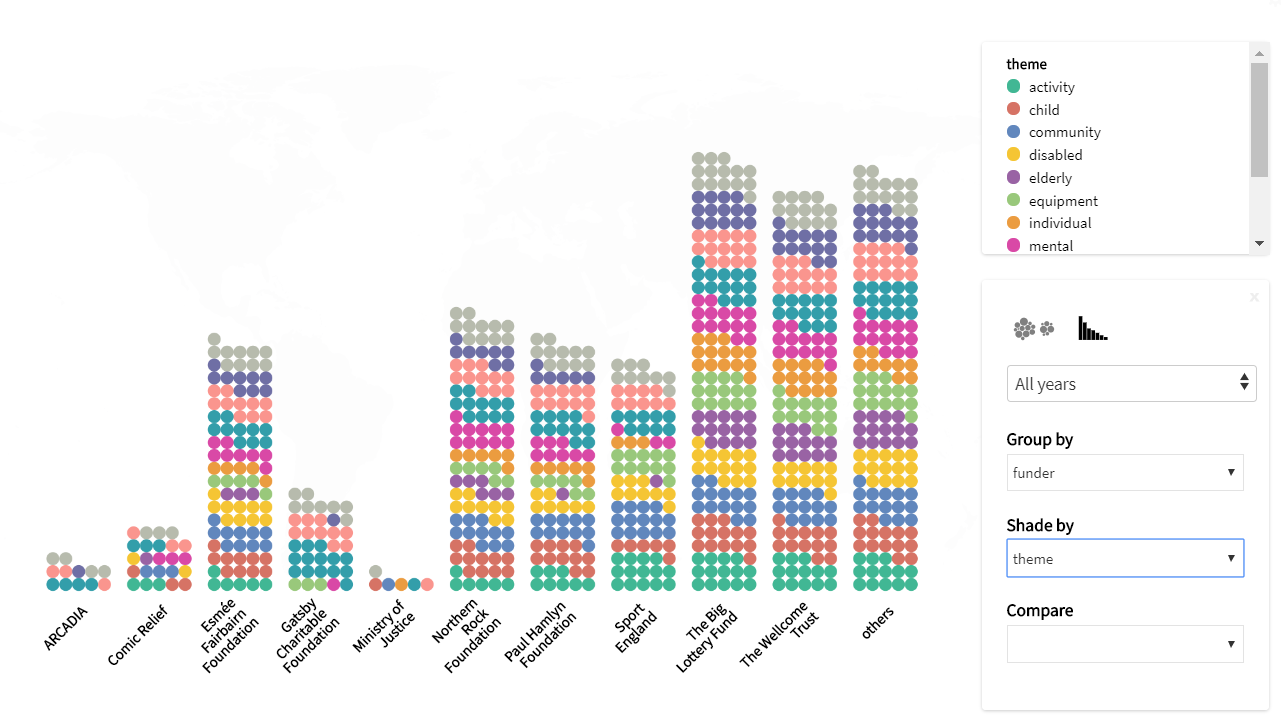 theme
activity
child
community
disabled
elderly
equipment
individual
mental
x
All years
Group by
funder
Shade by
theme
Compare
ARCADIA
Comic Relief
Esmée
Fairbairn
Foundation
Gatsby
Charitable
Foundation
Ministry of
Justice
Northern
Rock
Foundation
Paul Hamlyn
Foundation
Sport
England
The Big
Lottery Fund
The Wellcome
Trust
others